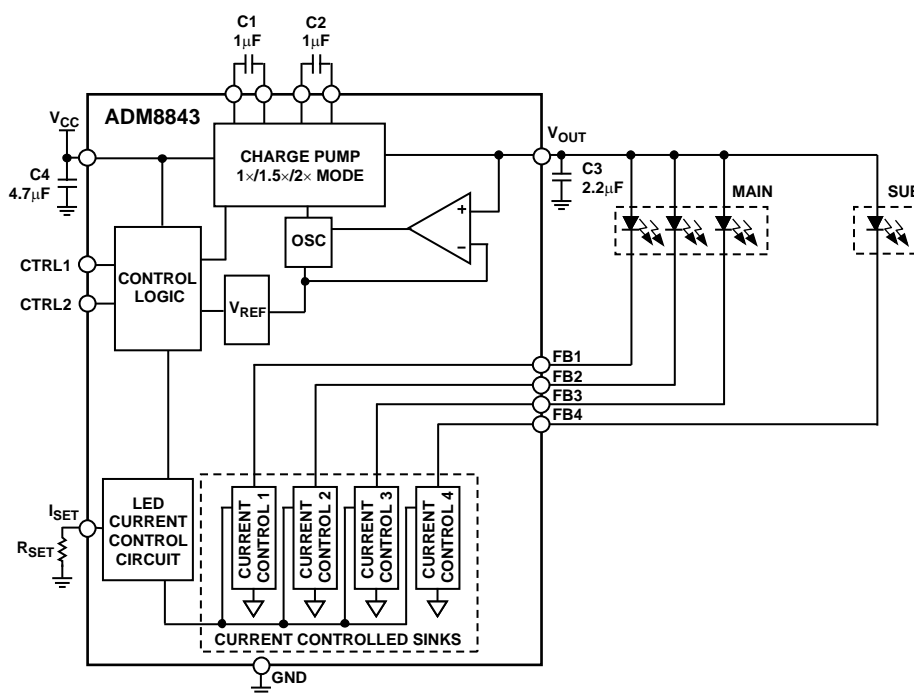 C1
1µF
C2
1µF
ADM8843
VCC
C4
4.7µF
CHARGE PUMP
1×/1.5×/2× MODE
VOUT
C3
2.2µF
MAIN
SUB
OSC
+
−
CTRL1
CTRL2
CONTROL
LOGIC
VREF
FB1
FB2
FB3
FB4
ISET
RSET
LED
CURRENT
CONTROL
CIRCUIT
CURRENT
CONTROL 1
CURRENT
CONTROL 2
CURRENT
CONTROL 3
CURRENT
CONTROL 4
CURRENT CONTROLLED SINKS
GND